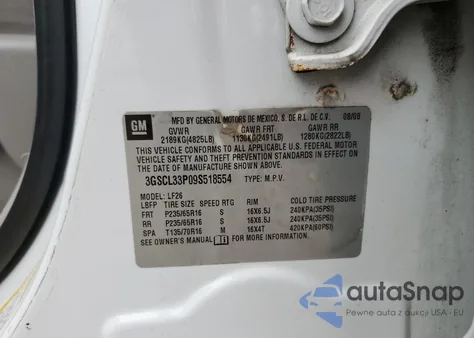 GM
MFD BY GENERAL MOTORS DE MEXICO, S. DE R.L. DE C.V. 08/08
GVWR GAWR FRT GAWR RR
2189KG(4825LB) 1130KG(2491LB) 1280KG(2822LB)
THIS VEHICLE CONFORMS TO ALL APPLICABLE U.S. FEDERAL MOTOR
VEHICLE SAFETY, BUMPER, AND THEFT PREVENTION STANDARDS
IN EFFECT ON THE DATE OF MANUFACTURE SHOWN ABOVE.
3GSCL33P09S518554 TYPE: M.P.V.
MODEL: LF26
LBFP TIRE SIZE SPEED RTG RIM COLD TIRE PRESSURE
FRT P235/65R16 S 16X6.5J 240KPA(35PSI)
RR P235/65R16 S 16X6.5J 240KPA(35PSI)
SPA T135/70R16 M 16X4T 420KPA(60PSI)
SEE OWNER'S MANUAL FOR ADDITIONAL INFORMATION.
autaSnap
Pewne auta z aukcji USA - EU